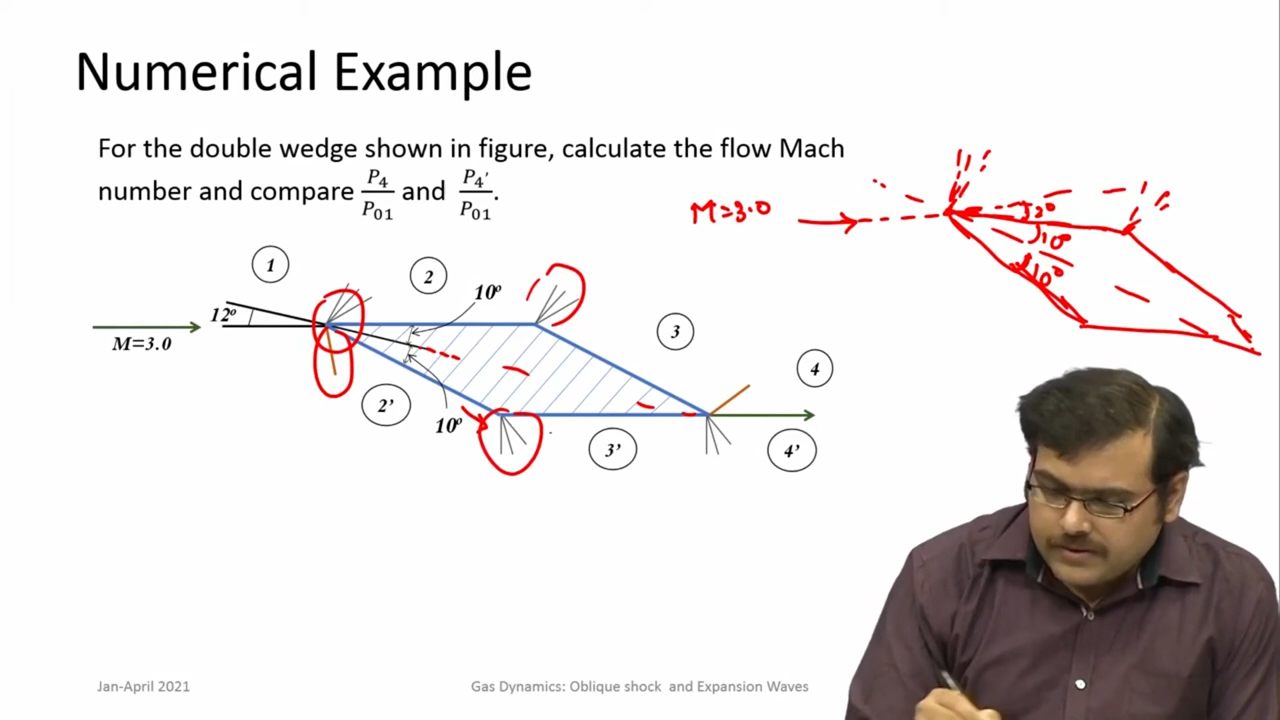 Numerical Example
For the double wedge shown in figure, calculate the flow Mach
number and compare P4/P01 and P4'/P01.
M=3.0
2°
10°
10°
1
2
10°
12°
3
M=3.0
4
2'
10°
3'
4'
Jan-April 2021
Gas Dynamics: Oblique shock and Expansion Waves